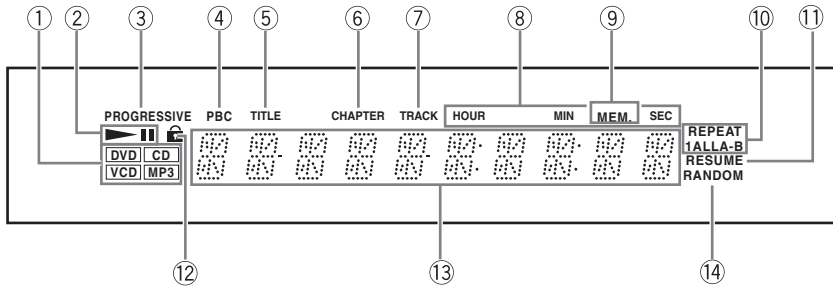 ① ② ③ ④ ⑤ ⑥ ⑦ ⑧ ⑨ ⑩ ⑪
PROGRESSIVE PBC TITLE CHAPTER TRACK HOUR MIN MEM. SEC
REPEAT
1ALLA-B
DVD CD
RESUME
VCD MP3
RANDOM
⑫ ⑬ ⑭